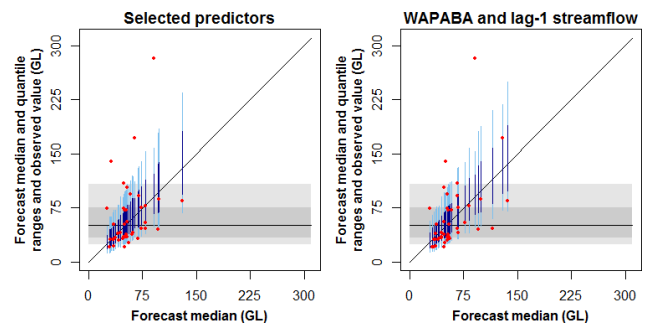 Selected predictors
Forecast median and quantile
ranges and observed value (GL)
300
225
150
75
0
0 75 150 225 300
Forecast median (GL)
WAPABA and lag-1 streamflow
Forecast median and quantile
ranges and observed value (GL)
300
225
150
75
0
0 75 150 225 300
Forecast median (GL)